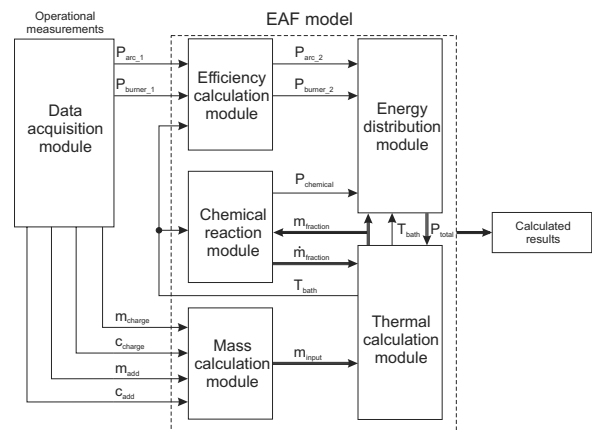 Operational measurements
EAF model
Data
acquisition
module
P_arc_1
P_burner_1
Efficiency
calculation
module
P_arc_2
P_burner_2
Energy
distribution
module
Chemical
reaction
module
P_chemical
m_fraction
ṁ_fraction
T_bath
T_bath
P_total
Calculated
results
m_charge
c_charge
m_add
c_add
Mass
calculation
module
m_input
Thermal
calculation
module